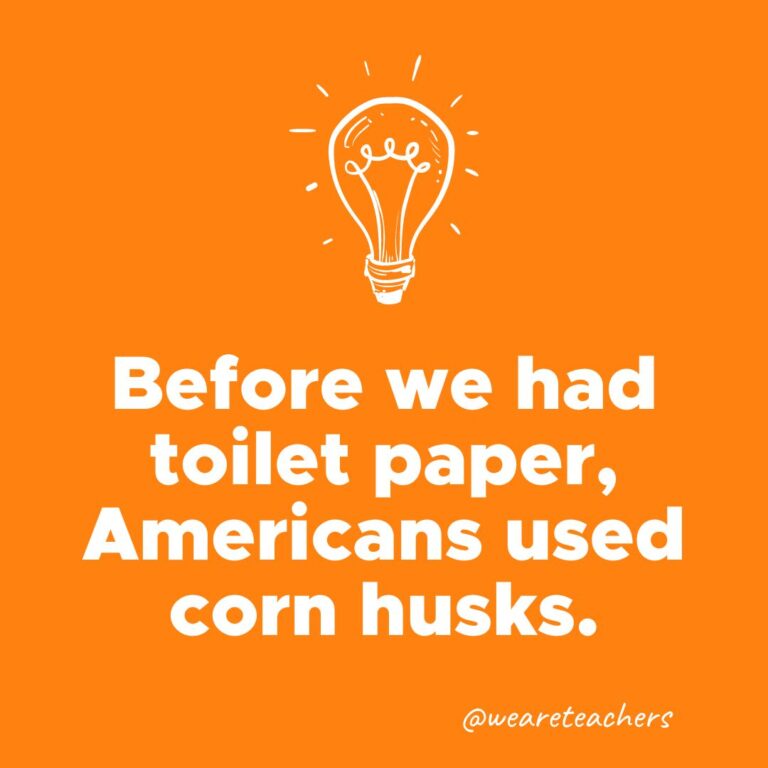 Before we had
toilet paper,
Americans used
corn husks.
@weareteachers